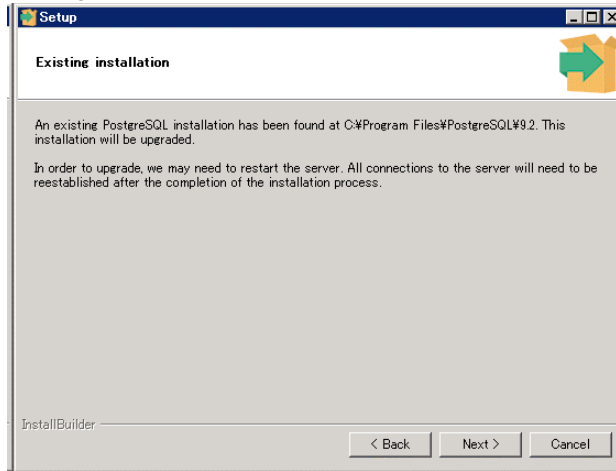 Setup
Existing installation
An existing PostgreSQL installation has been found at C:¥Program Files¥PostgreSQL¥9.2. This
installation will be upgraded.
In order to upgrade, we may need to restart the server. All connections to the server will need to be
reestablished after the completion of the installation process.
InstallBuilder
< Back Next > Cancel